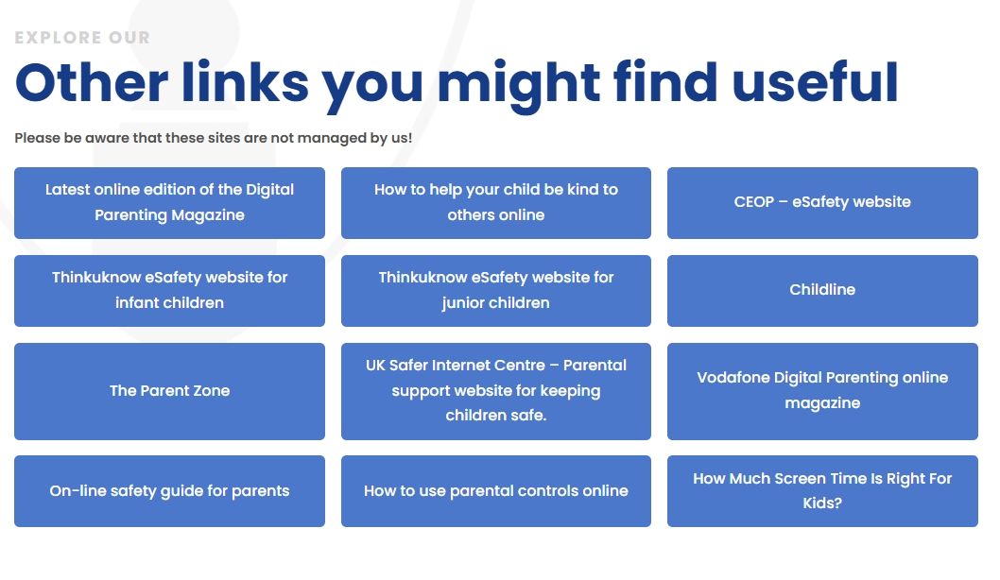 EXPLORE OUR
Other links you might find useful
Please be aware that these sites are not managed by us!
Latest online edition of the Digital
Parenting Magazine
How to help your child be kind to
others online
CEOP – eSafety website
Thinkuknow eSafety website for
infant children
Thinkuknow eSafety website for
junior children
Childline
The Parent Zone
UK Safer Internet Centre – Parental
support website for keeping
children safe.
Vodafone Digital Parenting online
magazine
On-line safety guide for parents
How to use parental controls online
How Much Screen Time Is Right For
Kids?